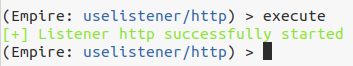 (Empire: uselistener/http) > execute
[+] Listener http successfully started
(Empire: uselistener/http) >